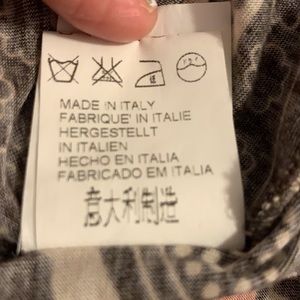 MADE IN ITALY
FABRIQUE' IN ITALIE
HERGESTELLT
IN ITALIEN
HECHO EN ITALIA
FABRICADO EM ITALIA
意大利制造